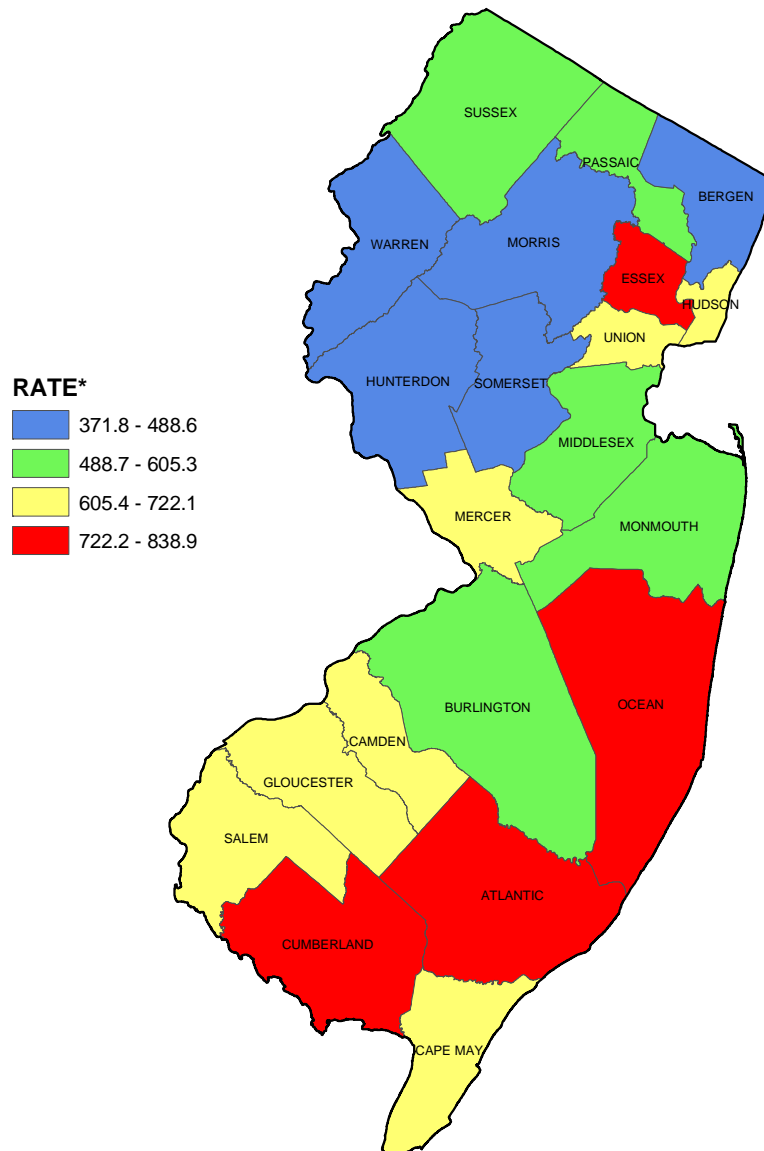 SUSSEX
PASSAIC
BERGEN
WARREN
MORRIS
ESSEX
HUDSON
UNION
RATE*
371.8 - 488.6
488.7 - 605.3
605.4 - 722.1
722.2 - 838.9
HUNTERDON
SOMERSET
MIDDLESEX
MERCER
MONMOUTH
OCEAN
BURLINGTON
CAMDEN
GLOUCESTER
SALEM
ATLANTIC
CUMBERLAND
CAPE MAY